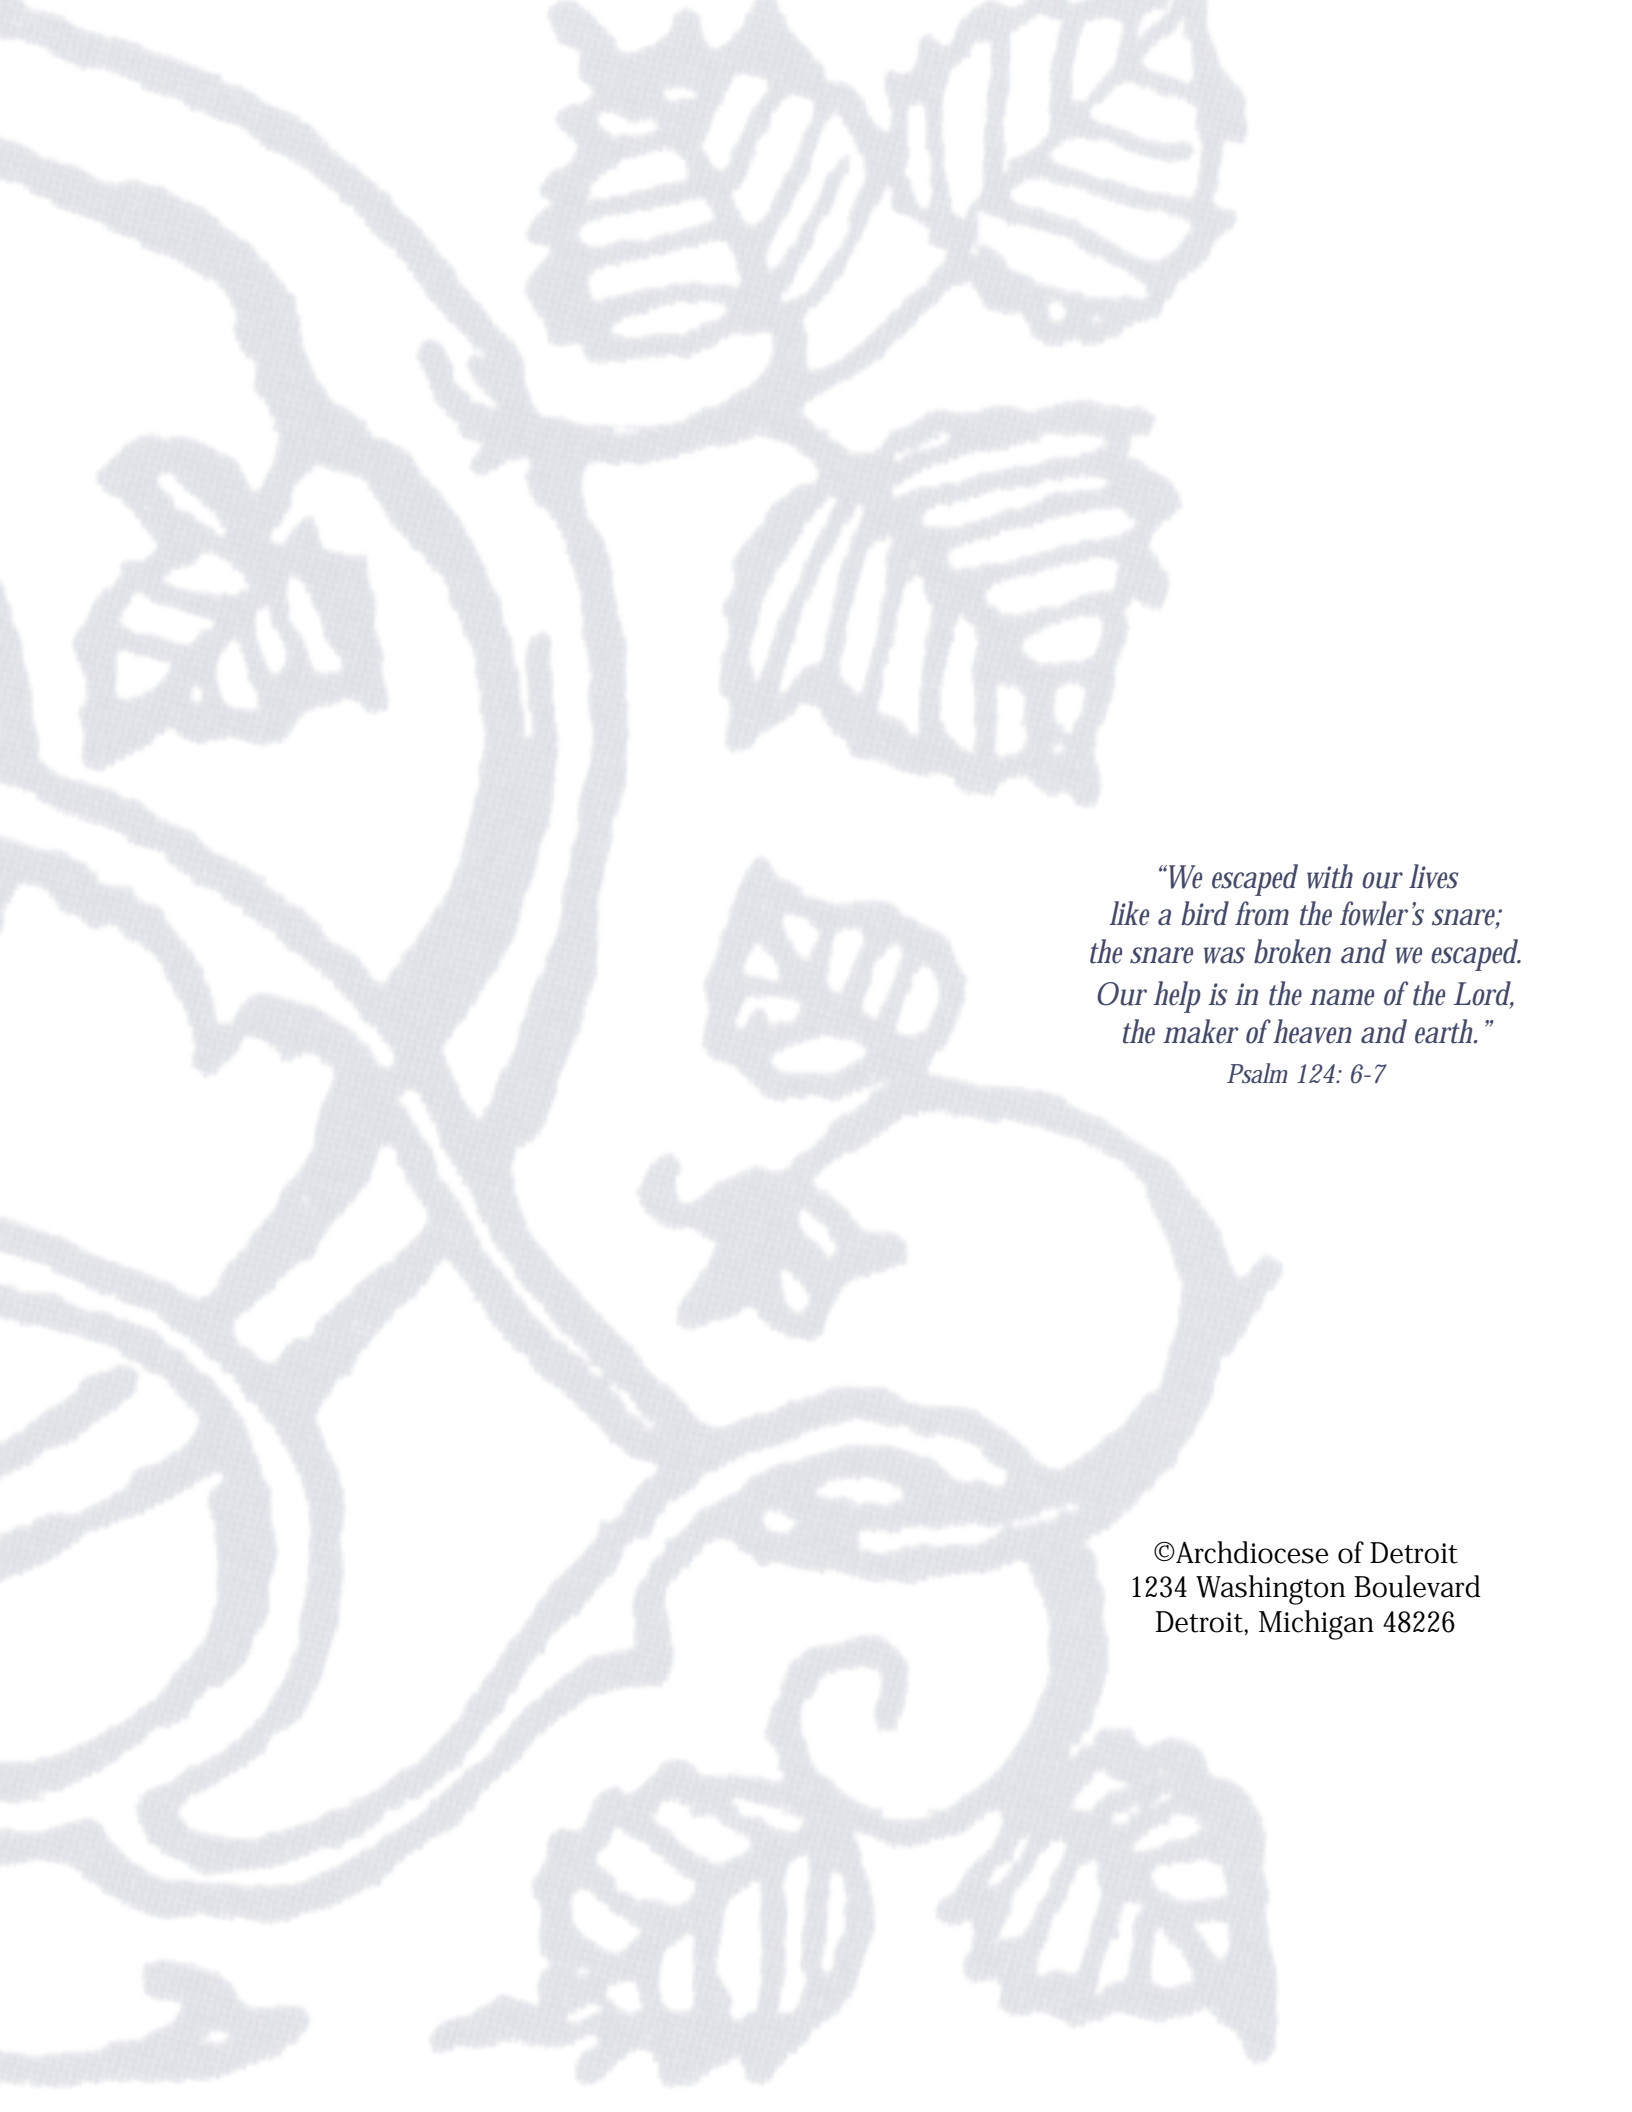 “We escaped with our lives
like a bird from the fowler’s snare;
the snare was broken and we escaped.
Our help is in the name of the Lord,
the maker of heaven and earth.”
Psalm 124: 6-7
©Archdiocese of Detroit
1234 Washington Boulevard
Detroit, Michigan 48226